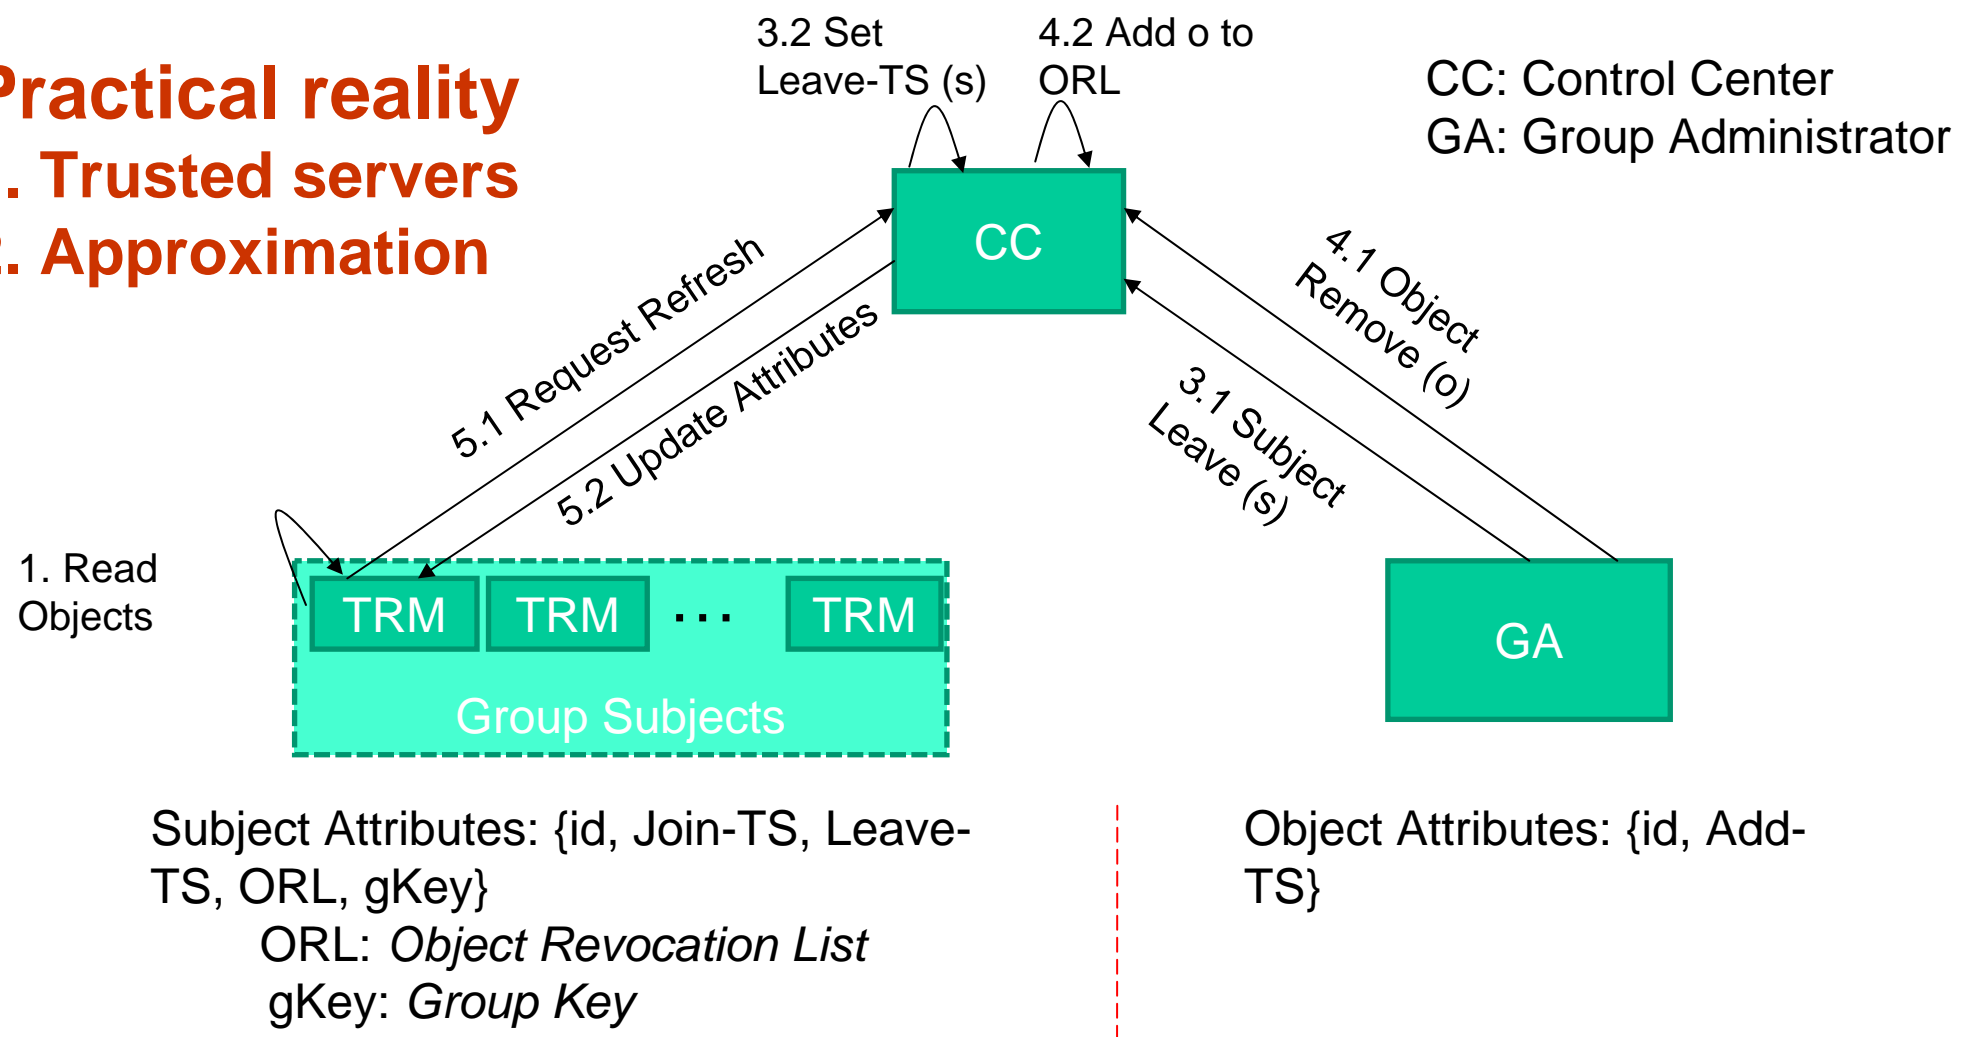 Practical reality
. Trusted servers
2. Approximation
3.2 Set
Leave-TS (s)
4.2 Add o to
ORL
CC: Control Center
GA: Group Administrator
CC
5.1 Request Refresh
5.2 Update Attributes
4.1 Object
Remove (o)
3.1 Subject
Leave (s)
1. Read
Objects
TRM
TRM
...
TRM
Group Subjects
GA
Subject Attributes: {id, Join-TS, Leave-
TS, ORL, gKey}
ORL: Object Revocation List
gKey: Group Key
Object Attributes: {id, Add-
TS}